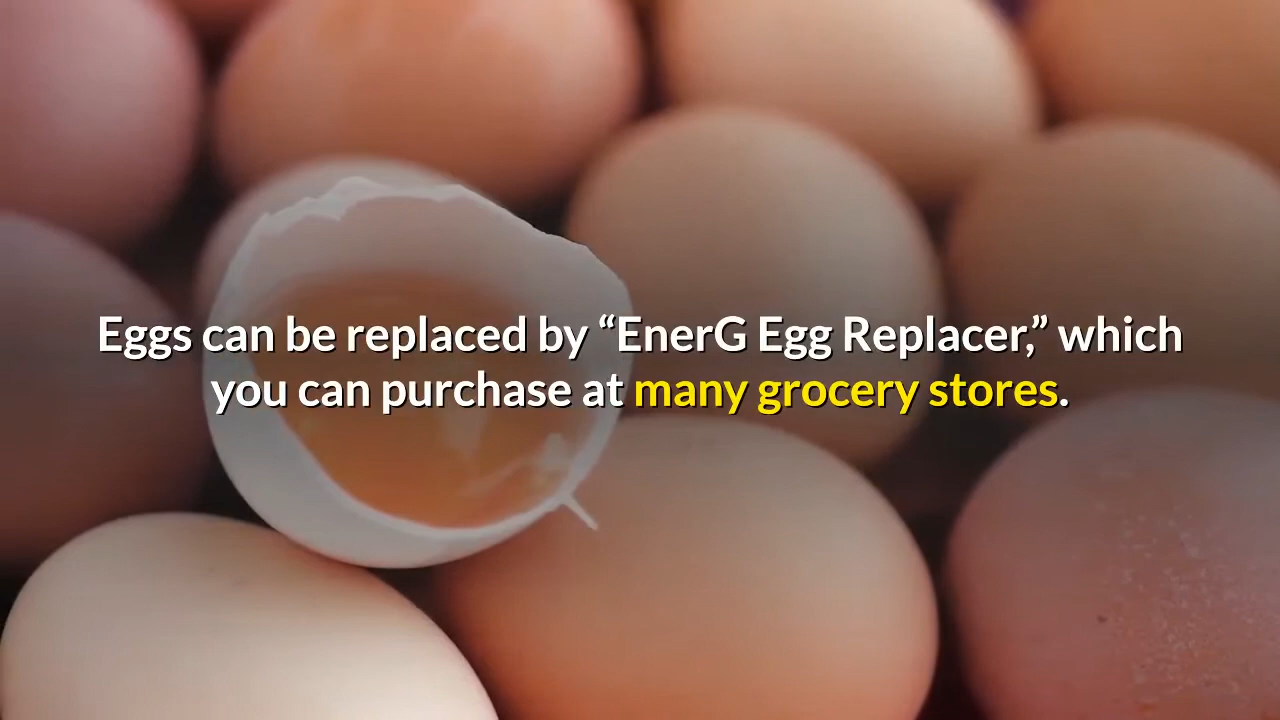 Eggs can be replaced by “EnerG Egg Replacer,” which
you can purchase at many grocery stores.